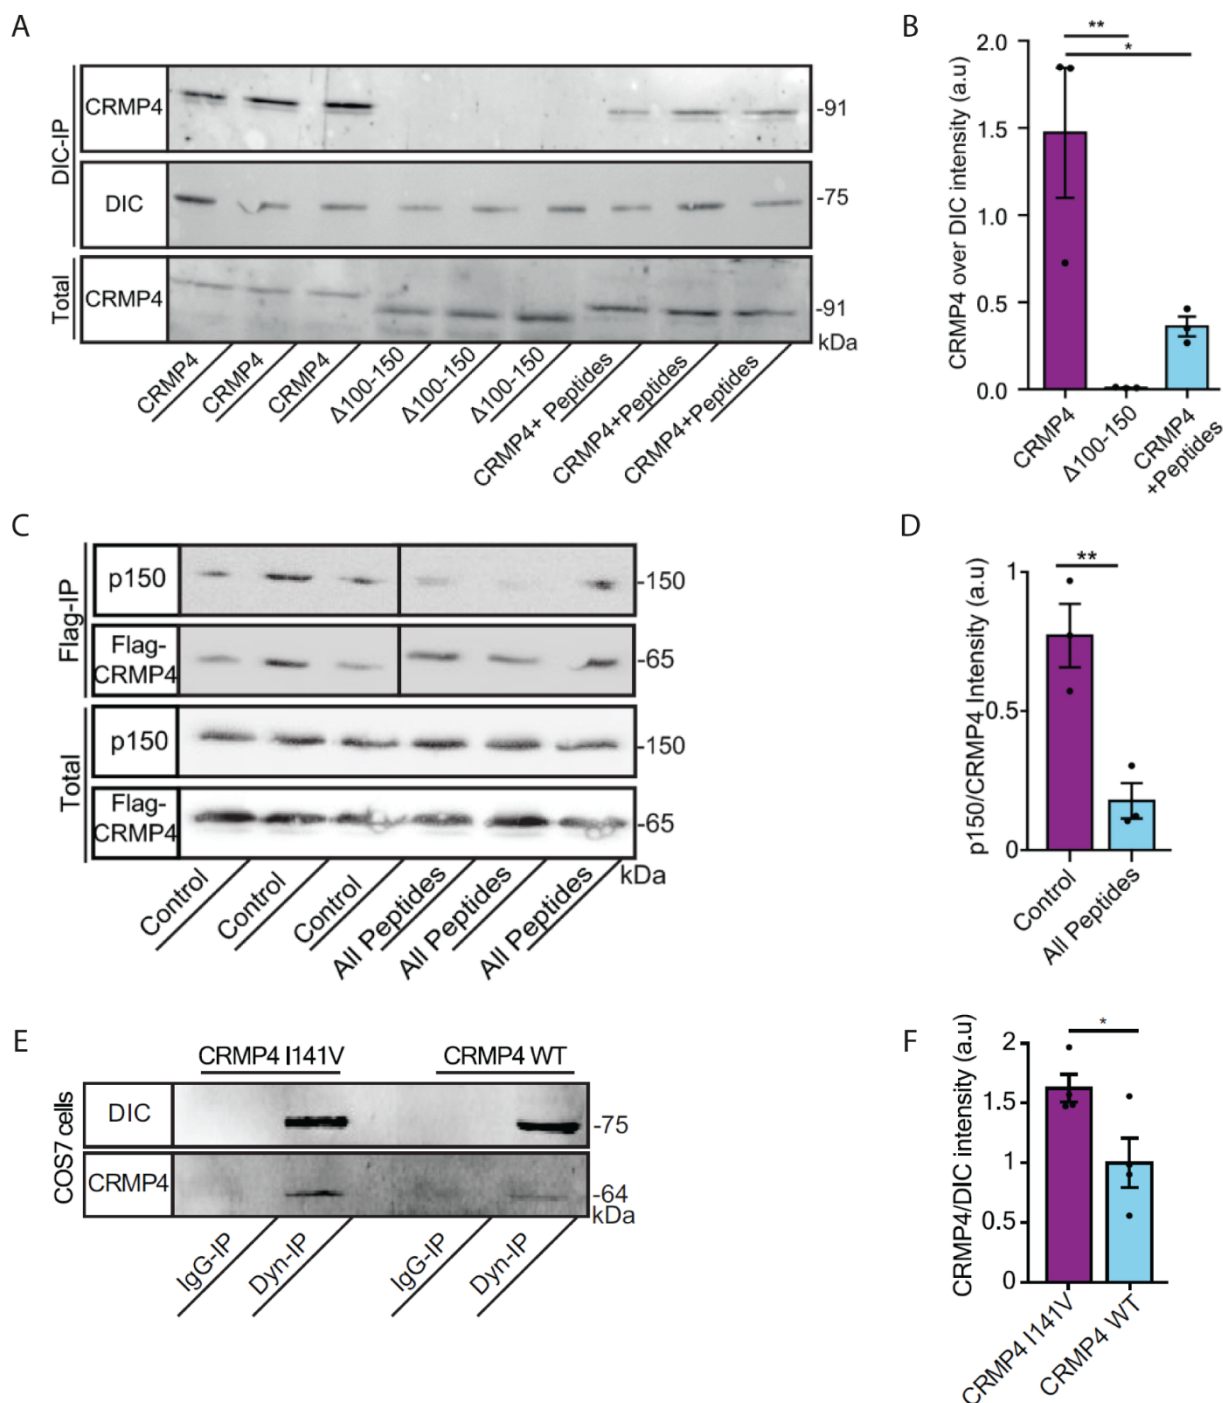 A
DIC-IP
CRMP4
-91
DIC
-75
Total
CRMP4
-91
kDa
CRMP4
CRMP4
CRMP4
Δ100-150
Δ100-150
Δ100-150
CRMP4+ Peptides
CRMP4+Peptides
CRMP4+Peptides
B
CRMP4 over DIC intensity (a.u)
2.0
1.5
1.0
0.5
0.0
**
*
CRMP4
Δ100-150
CRMP4
+Peptides
C
Flag-IP
p150
-150
Flag-
CRMP4
-65
Total
p150
-150
Flag-
CRMP4
-65
kDa
Control
Control
Control
All Peptides
All Peptides
All Peptides
D
p150/CRMP4 Intensity (a.u)
1
0.5
0
**
Control
All Peptides
E
CRMP4 I141V
CRMP4 WT
COS7 cells
DIC
-75
CRMP4
-64
kDa
IgG-IP
Dyn-IP
IgG-IP
Dyn-IP
F
CRMP4/DIC intensity (a.u)
2
1.5
1
0.5
0
*
CRMP4 I141V
CRMP4 WT